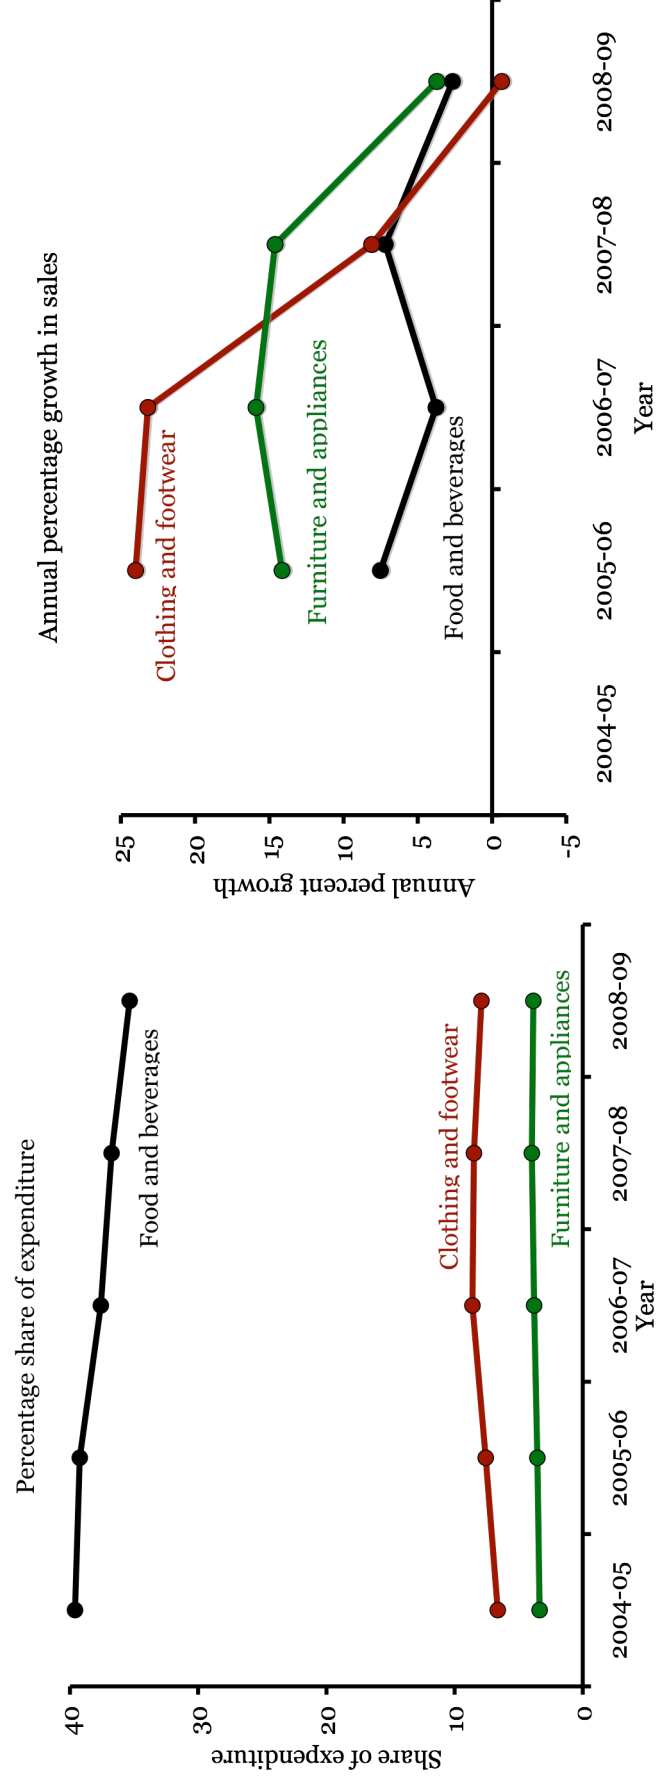 Percentage share of expenditure
Share of expenditure
40
30
20
10
0
Food and beverages
Clothing and footwear
Furniture and appliances
2004-05
2005-06
2006-07
2007-08
2008-09
Year
Annual percentage growth in sales
Annual percent growth
25
20
15
10
5
0
-5
Clothing and footwear
Furniture and appliances
Food and beverages
2004-05
2005-06
2006-07
2007-08
2008-09
Year